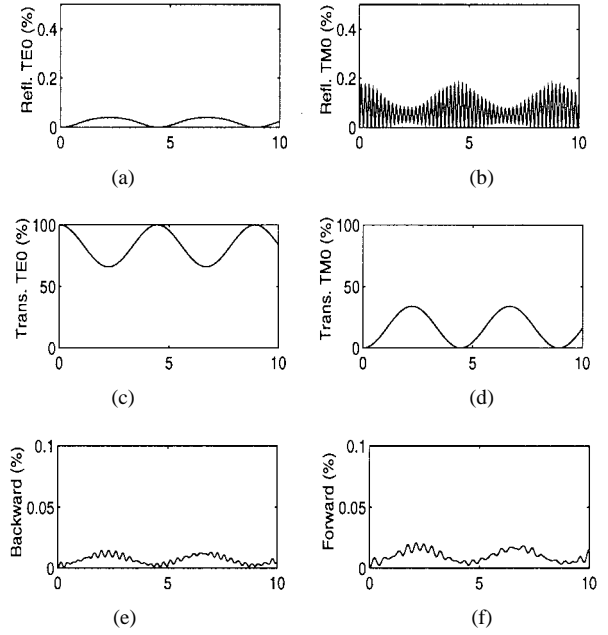 Refl. TE0 (%)
0.4
0.2
0
0 5 10
(a)
Refl. TM0 (%)
0.4
0.2
0
0 5 10
(b)
Trans. TE0 (%)
100
50
0
0 5 10
(c)
Trans. TM0 (%)
100
50
0
0 5 10
(d)
Backward (%)
0.1
0.05
0
0 5 10
(e)
Forward (%)
0.1
0.05
0
0 5 10
(f)